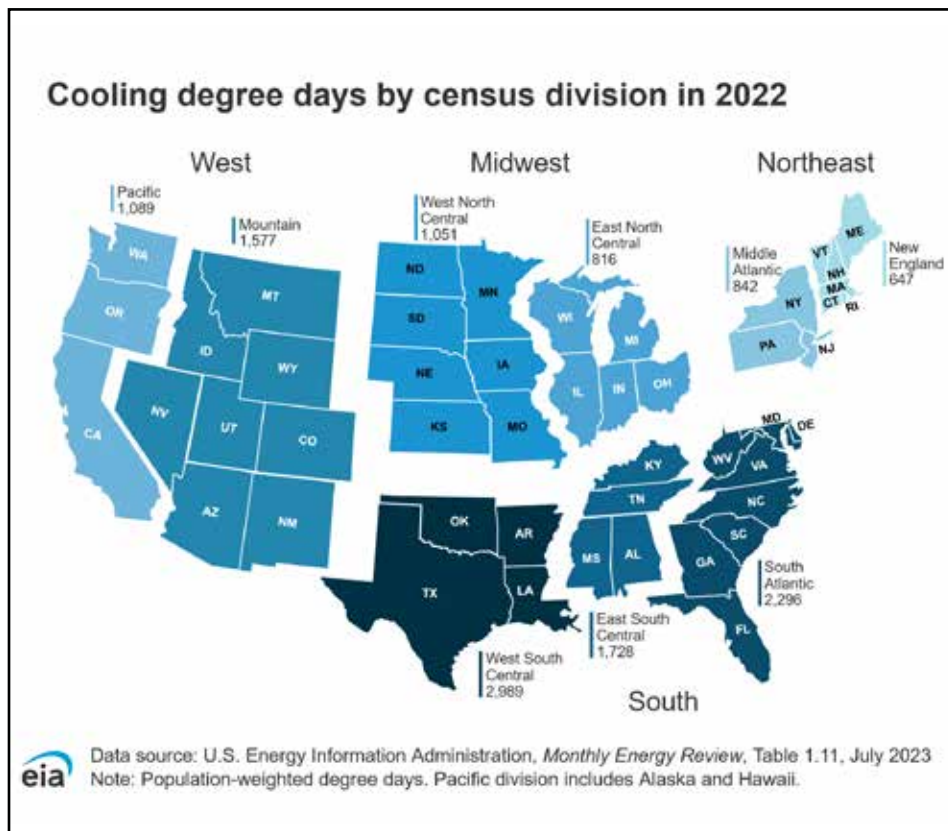 Cooling degree days by census division in 2022
West
Midwest
Northeast
Pacific
1,089
Mountain
1,577
West North
Central
1,051
East North
Central
816
Middle
Atlantic
842
New
England
647
WA
OR
CA
MT
ID
WY
NV
UT
CO
AZ
NM
ND
MN
SD
NE
IA
KS
MO
WI
MI
IL
IN
OH
ME
VT
NH
MA
CT
RI
NY
PA
NJ
OK
AR
TX
LA
KY
TN
MS
AL
MD
DE
WV
VA
NC
SC
GA
FL
West South
Central
2,989
East South
Central
1,728
South
Atlantic
2,296
South
eia
Data source: U.S. Energy Information Administration, Monthly Energy Review, Table 1.11, July 2023
Note: Population-weighted degree days. Pacific division includes Alaska and Hawaii.